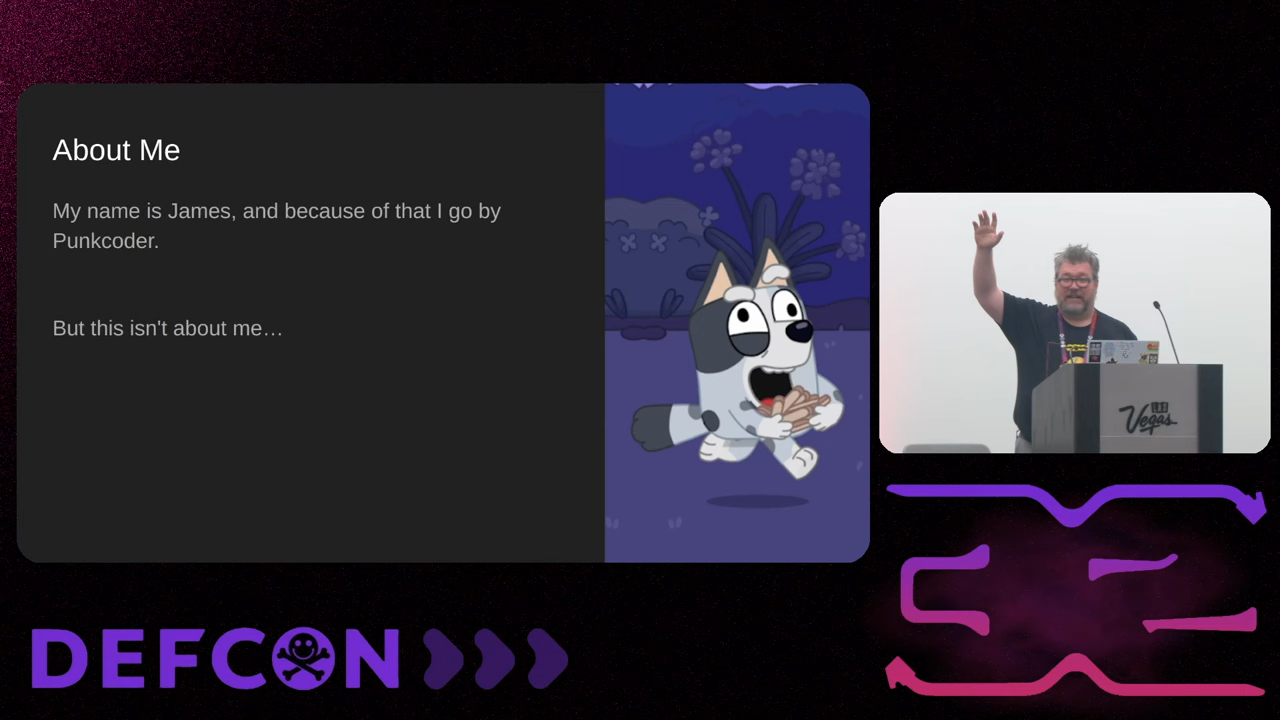 About Me
My name is James, and because of that I go by
Punkcoder.
But this isn't about me…
Vegas
DEFCON